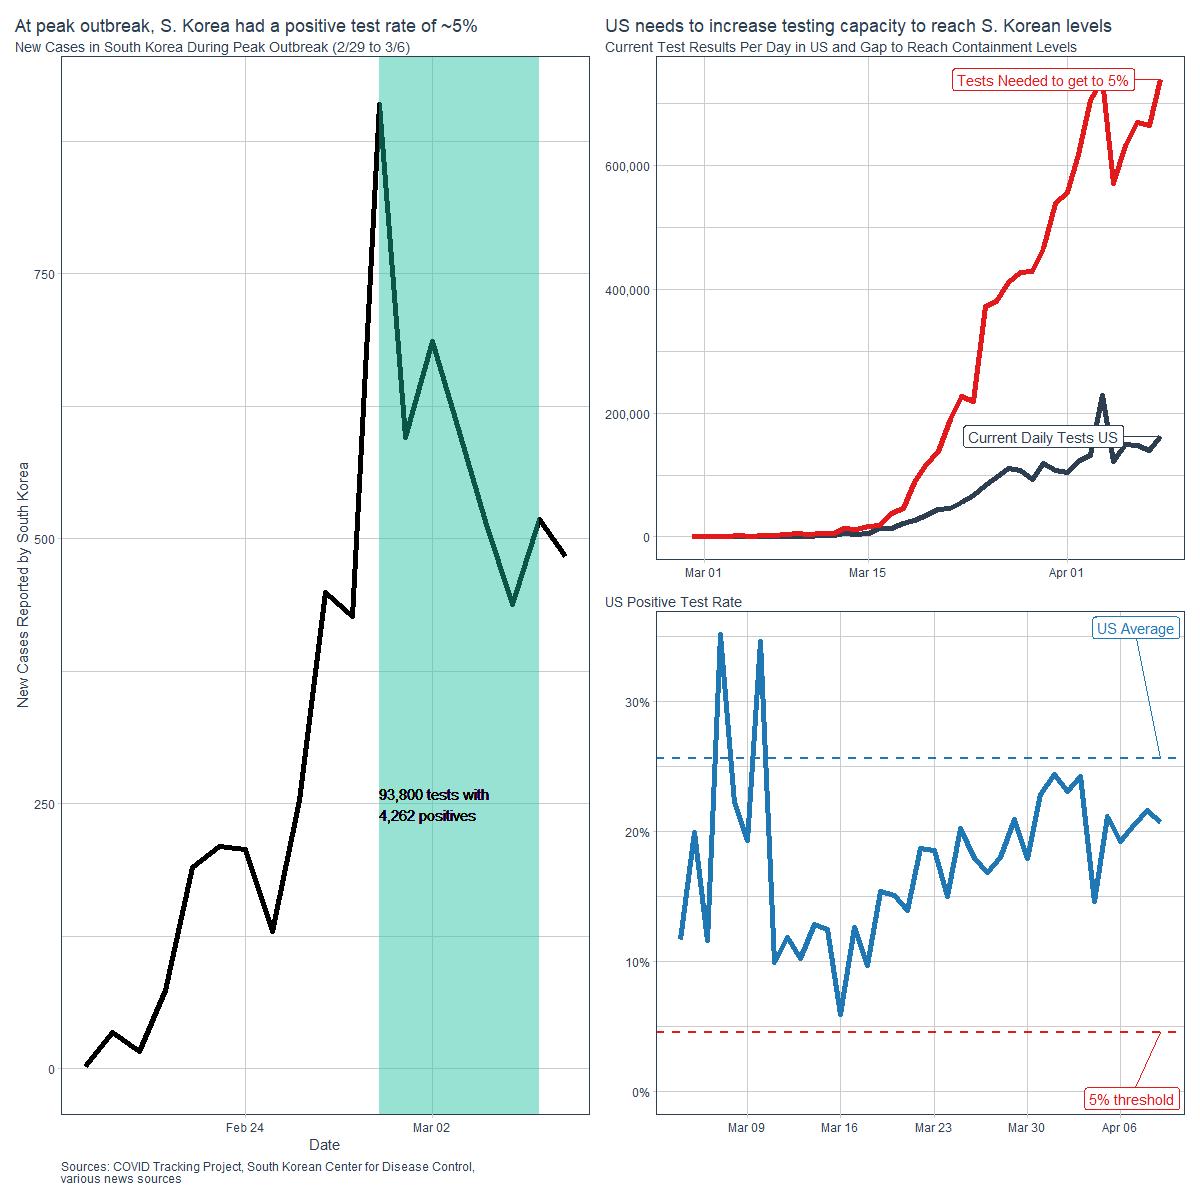 At peak outbreak, S. Korea had a positive test rate of ~5%
New Cases in South Korea During Peak Outbreak (2/29 to 3/6)
New Cases Reported by South Korea
750
500
250
0
93,800 tests with
4,262 positives
Feb 24
Mar 02
Date
Sources: COVID Tracking Project, South Korean Center for Disease Control,
various news sources
US needs to increase testing capacity to reach S. Korean levels
Current Test Results Per Day in US and Gap to Reach Containment Levels
Tests Needed to get to 5%
600,000
400,000
200,000
0
Current Daily Tests US
Mar 01
Mar 15
Apr 01
US Positive Test Rate
US Average
30%
20%
10%
0%
5% threshold
Mar 09
Mar 16
Mar 23
Mar 30
Apr 06